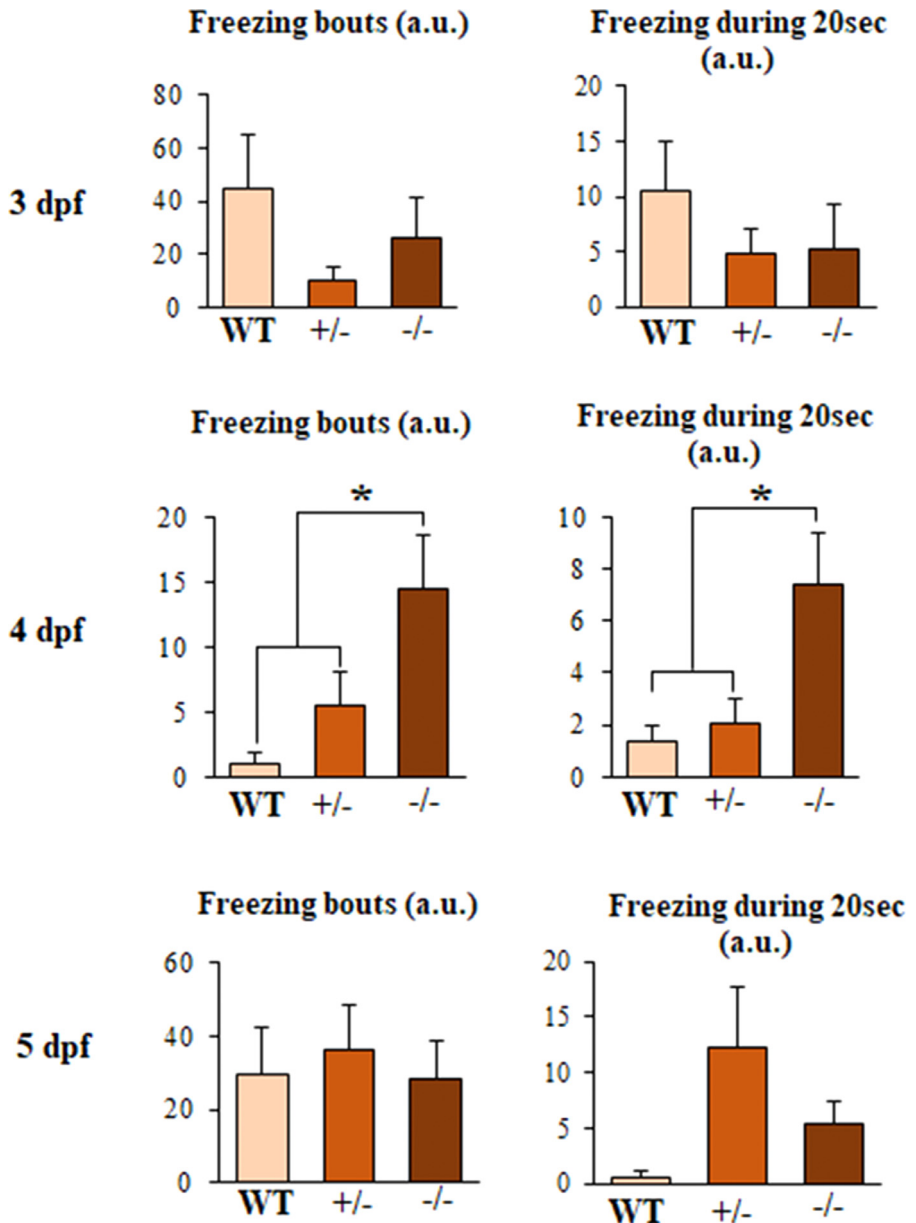 Freezing bouts (a.u.)
Freezing during 20sec
(a.u.)
3 dpf
80
60
40
20
0
WT +/- -/-
20
15
10
5
0
WT +/- -/-
Freezing bouts (a.u.)
Freezing during 20sec
(a.u.)
4 dpf
20
15
10
5
0
*
WT +/- -/-
10
8
6
4
2
0
*
WT +/- -/-
Freezing bouts (a.u.)
Freezing during 20sec
(a.u.)
5 dpf
60
40
20
0
WT +/- -/-
20
15
10
5
0
WT +/- -/-